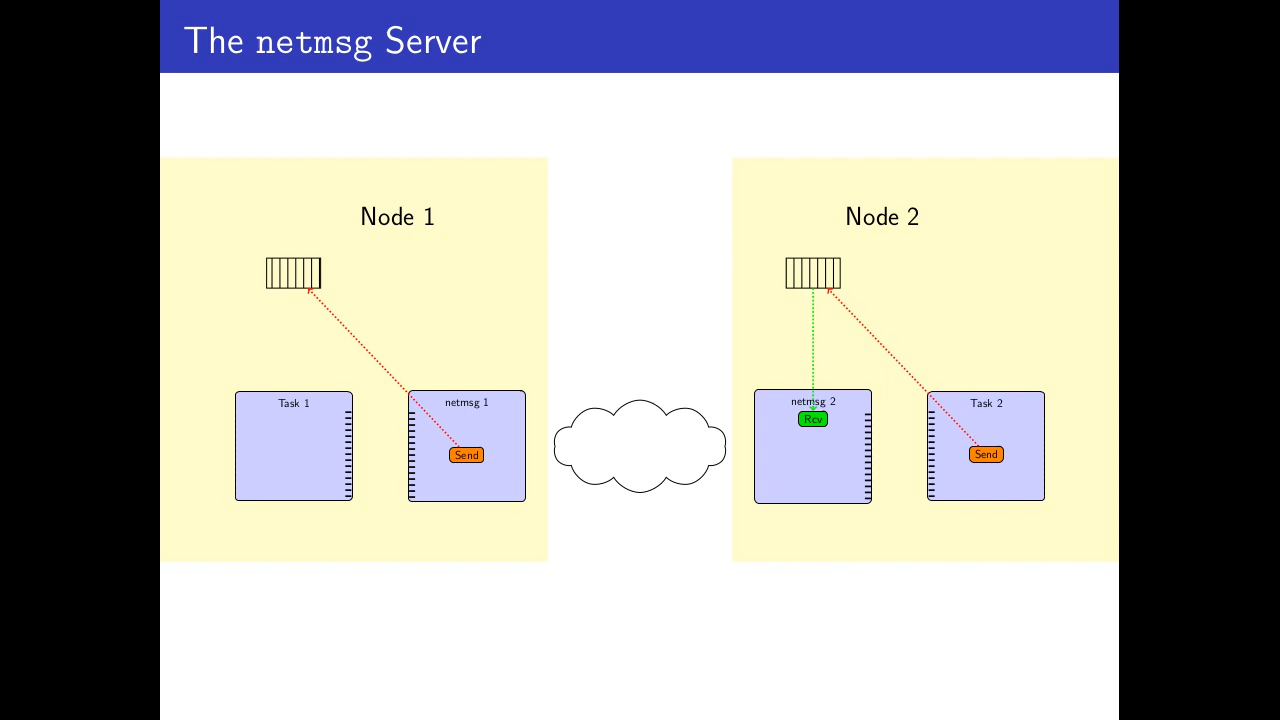 The netmsg Server
Node 1
Node 2
Task 1
netmsg 1
netmsg 2
Task 2
Rcv
Send
Send